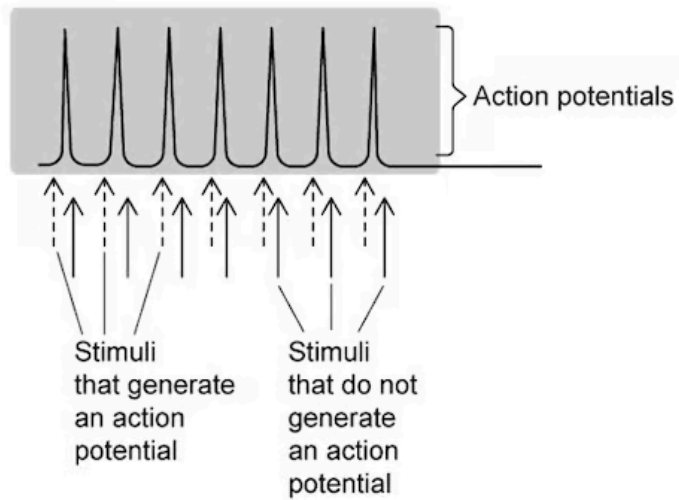 Action potentials
Stimuli
that generate
an action
potential
Stimuli
that do not
generate
an action
potential